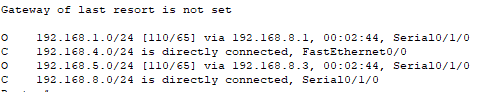 Gateway of last resort is not set
O    192.168.1.0/24 [110/65] via 192.168.8.1, 00:02:44, Serial0/1/0
C    192.168.4.0/24 is directly connected, FastEthernet0/0
O    192.168.5.0/24 [110/65] via 192.168.8.3, 00:02:44, Serial0/1/0
C    192.168.8.0/24 is directly connected, Serial0/1/0